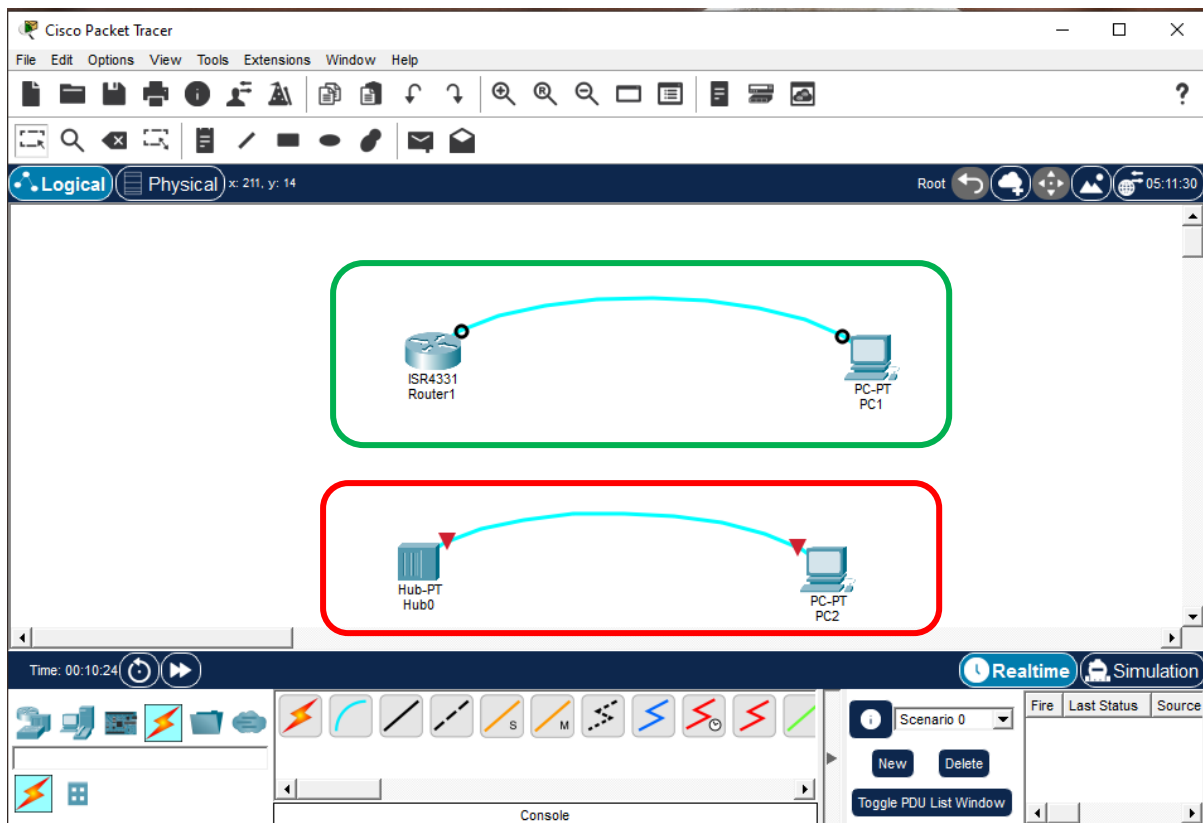 Cisco Packet Tracer
File Edit Options View Tools Extensions Window Help
R
?
Logical Physical x: 211, y: 14 Root 05:11:30
ISR4331
Router1
PC-PT
PC1
Hub-PT
Hub0
PC-PT
PC2
Time: 00:10:24 Realtime Simulation
S M
Scenario 0
New Delete
Toggle PDU List Window
Fire Last Status Source
Console